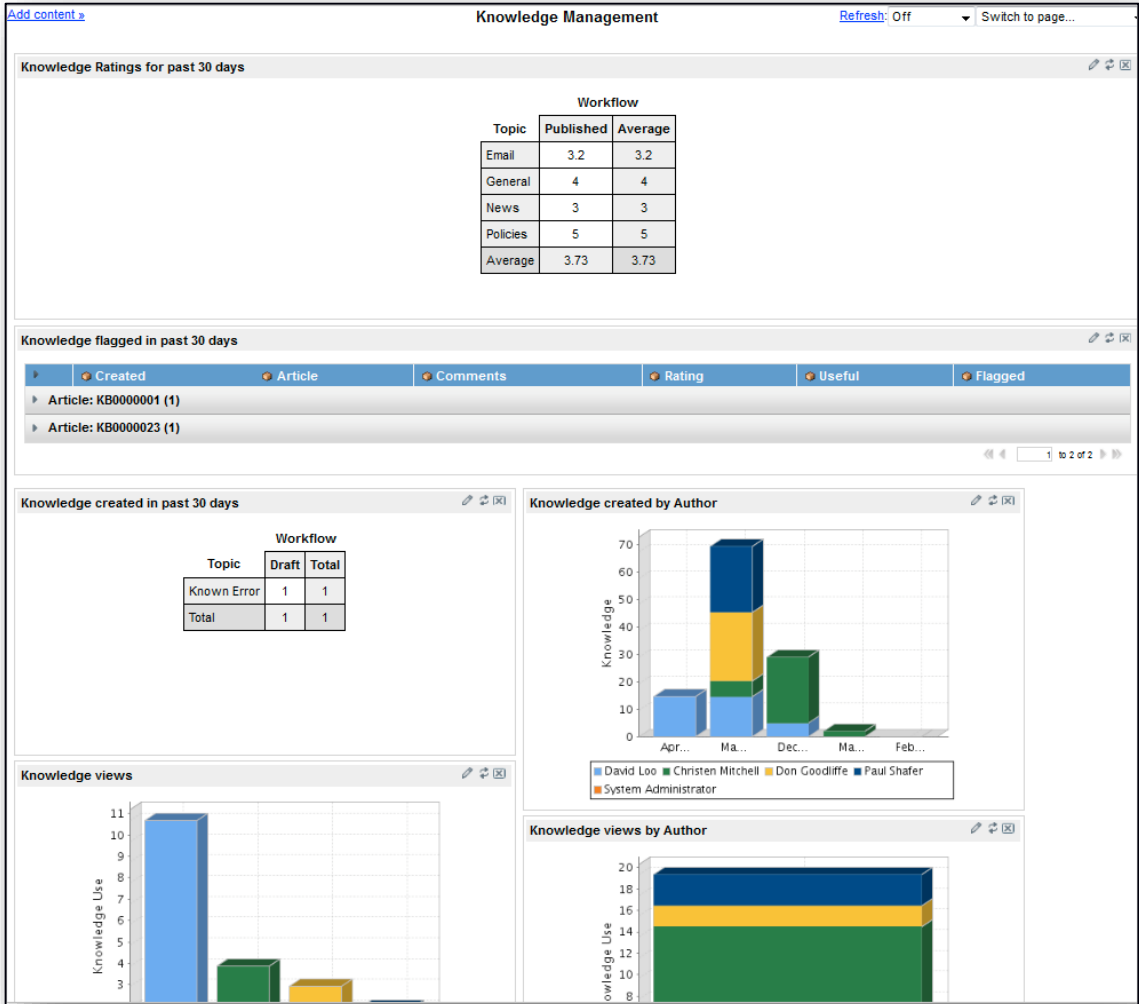 Add content »
Knowledge Management
Refresh: Off
Switch to page...
Knowledge Ratings for past 30 days
Workflow
Topic Published Average
Email 3.2 3.2
General 4 4
News 3 3
Policies 5 5
Average 3.73 3.73
Knowledge flagged in past 30 days
Created Article Comments Rating Useful Flagged
Article: KB0000001 (1)
Article: KB0000023 (1)
1 to 2 of 2
Knowledge created in past 30 days
Workflow
Topic Draft Total
Known Error 1 1
Total 1 1
Knowledge created by Author
70
60
50
40
30
20
10
0
Knowledge
Apr... Ma... Dec... Ma... Feb...
David Loo Christen Mitchell Don Goodliffe Paul Shafer
System Administrator
Knowledge views
11
10
9
8
7
6
5
4
3
Knowledge Use
Knowledge views by Author
20
18
16
14
12
10
8
owledge Use